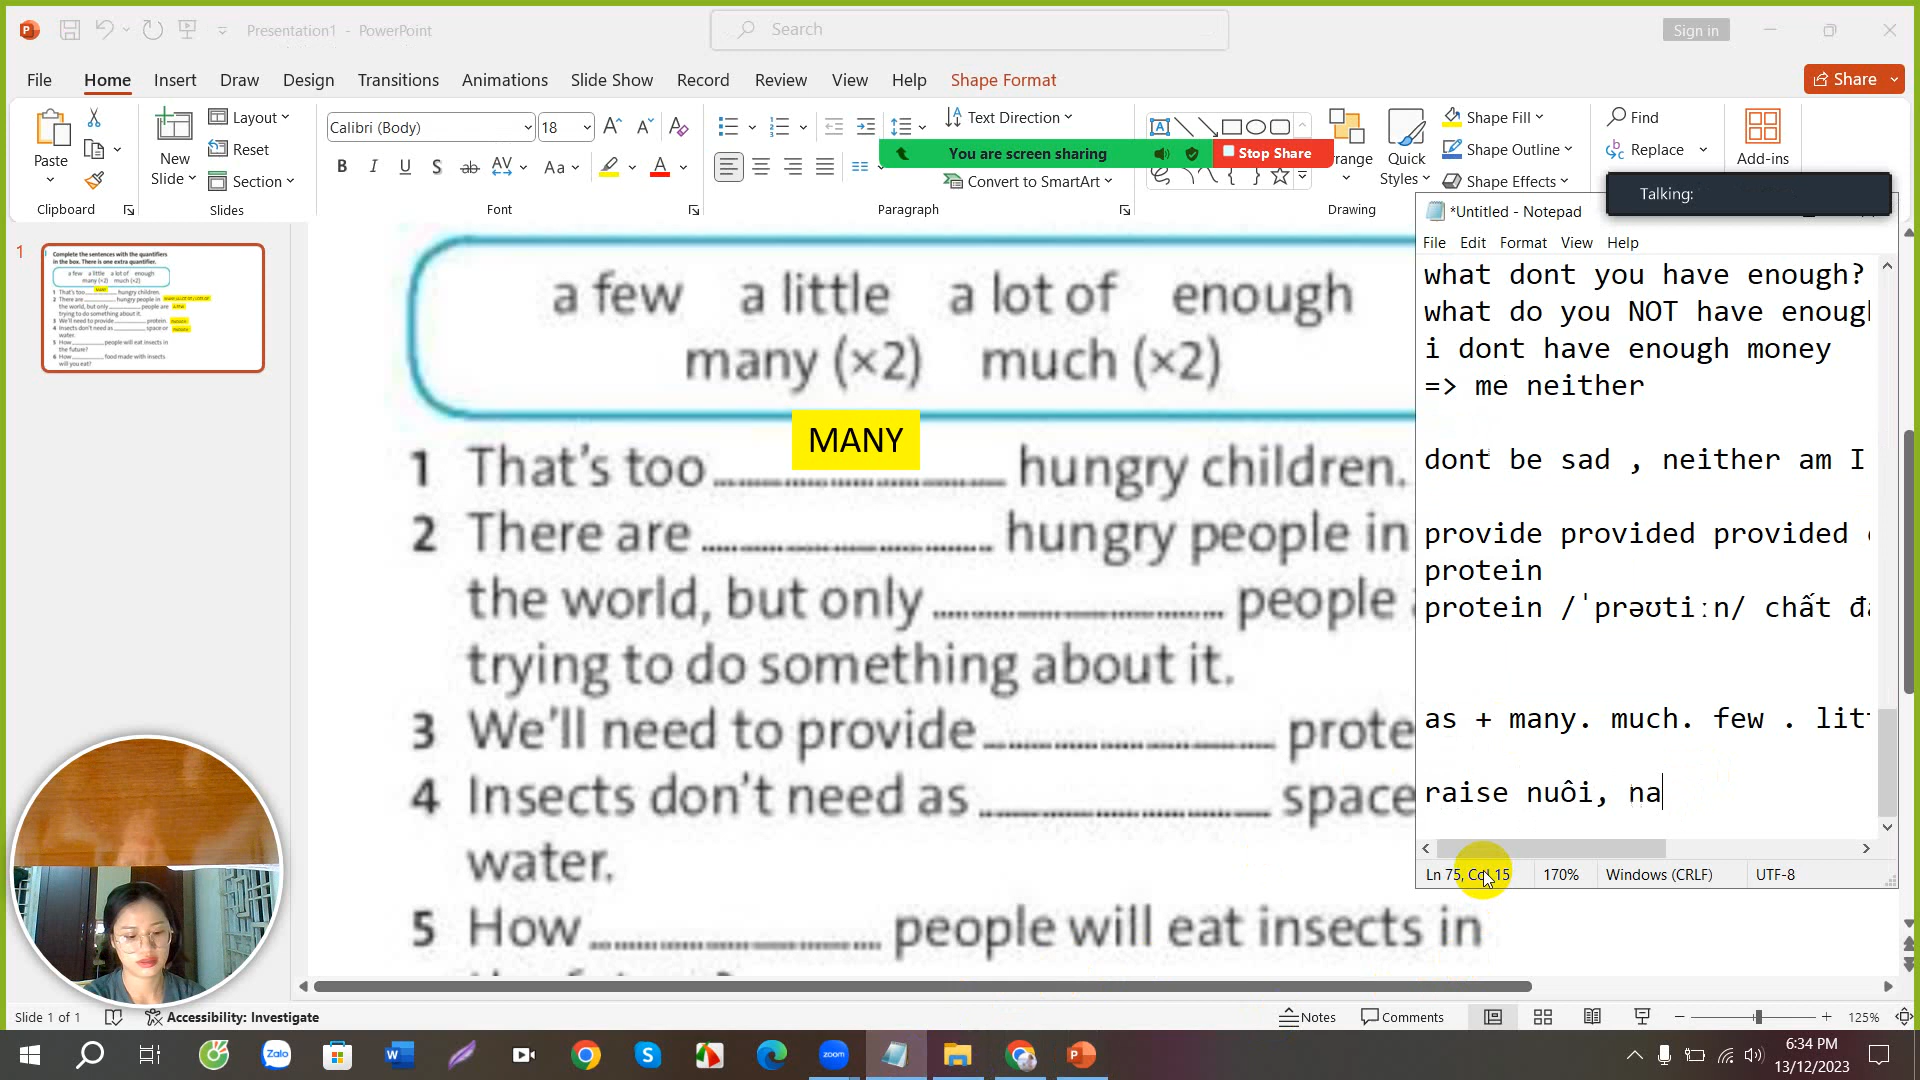 Presentation1 - PowerPoint
Search
Sign in
File Home Insert Draw Design Transitions Animations Slide Show Record Review View Help Shape Format
Share
Paste
Clipboard
New Slide
Layout
Reset
Section
Slides
Calibri (Body) 18
Font
Text Direction
Convert to SmartArt
Paragraph
You are screen sharing
Stop Share
Quick Styles
Shape Fill
Shape Outline
Shape Effects
Drawing
Find
Replace
Add-ins
Talking:
1
a few a little a lot of enough
many (×2) much (×2)
MANY
1 That's too hungry children.
2 There are hungry people in
the world, but only people
trying to do something about it.
3 We'll need to provide prote
4 Insects don't need as space
water.
5 How people will eat insects in
*Untitled - Notepad
File Edit Format View Help
what dont you have enough?
what do you NOT have enough
i dont have enough money
=> me neither
dont be sad , neither am I
provide provided provided
protein
protein /ˈprəʊtiːn/ chất đ
as + many. much. few . lit
raise nuôi, na
Ln 75, Col 15 170% Windows (CRLF) UTF-8
Slide 1 of 1
Accessibility: Investigate
Notes
Comments
125%
Zalo
zoom
6:34 PM
13/12/2023